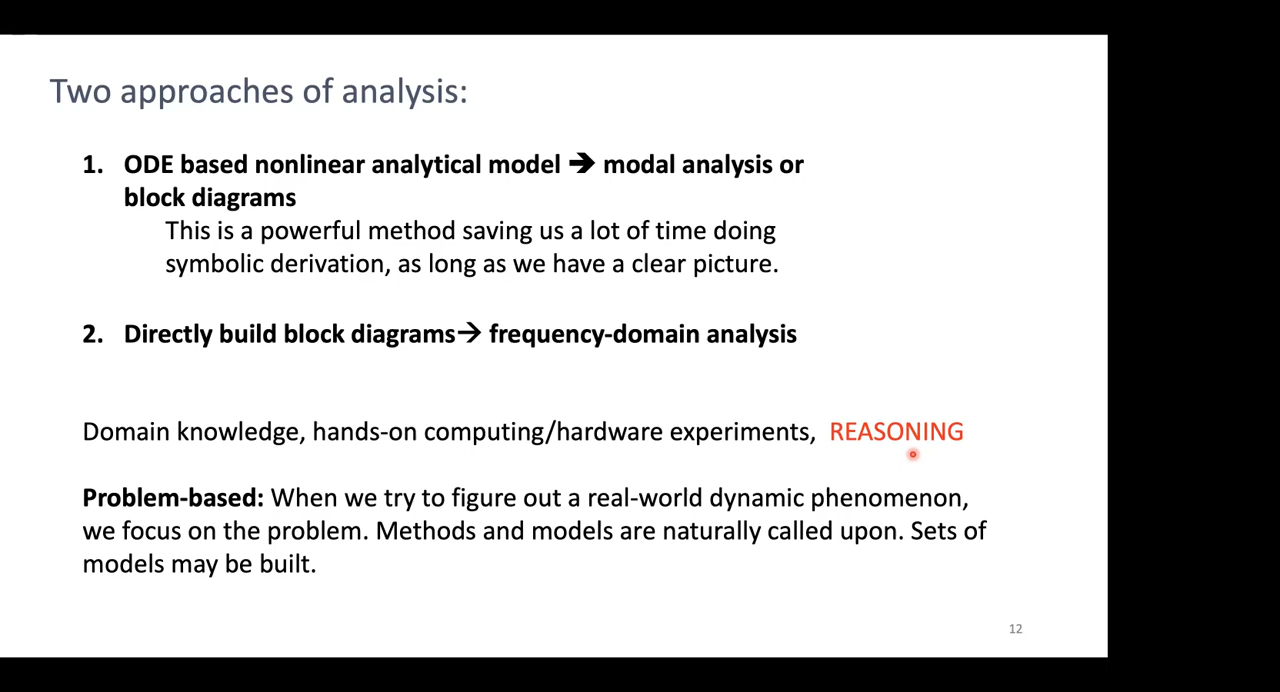 Two approaches of analysis:
1. ODE based nonlinear analytical model ➔ modal analysis or
block diagrams
This is a powerful method saving us a lot of time doing
symbolic derivation, as long as we have a clear picture.
2. Directly build block diagrams→ frequency-domain analysis
Domain knowledge, hands-on computing/hardware experiments, REASONING
Problem-based: When we try to figure out a real-world dynamic phenomenon,
we focus on the problem. Methods and models are naturally called upon. Sets of
models may be built.
12